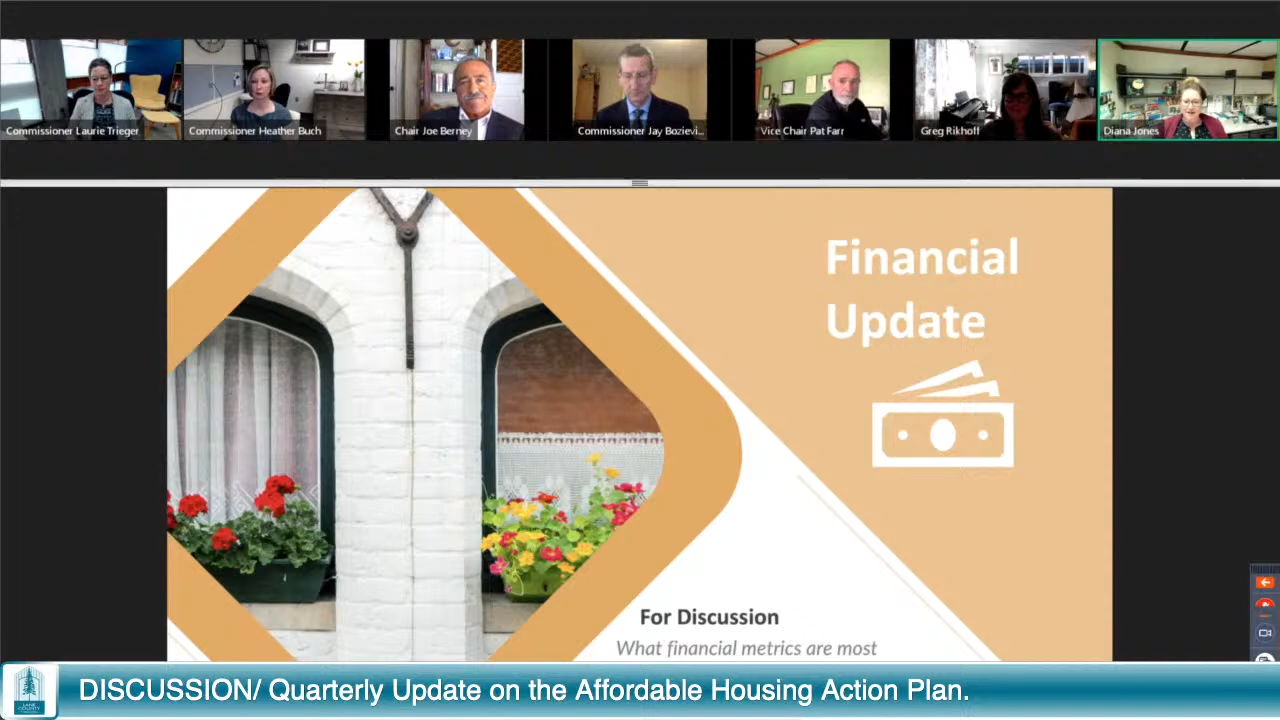 Commissioner Laurie Trieger
Commissioner Heather Buch
Chair Joe Berney
Commissioner Jay Bozievi...
Vice Chair Pat Farr
Greg Rikhoff
Diana Jones
Financial
Update
For Discussion
What financial metrics are most
LANE
COUNTY
DISCUSSION/ Quarterly Update on the Affordable Housing Action Plan.